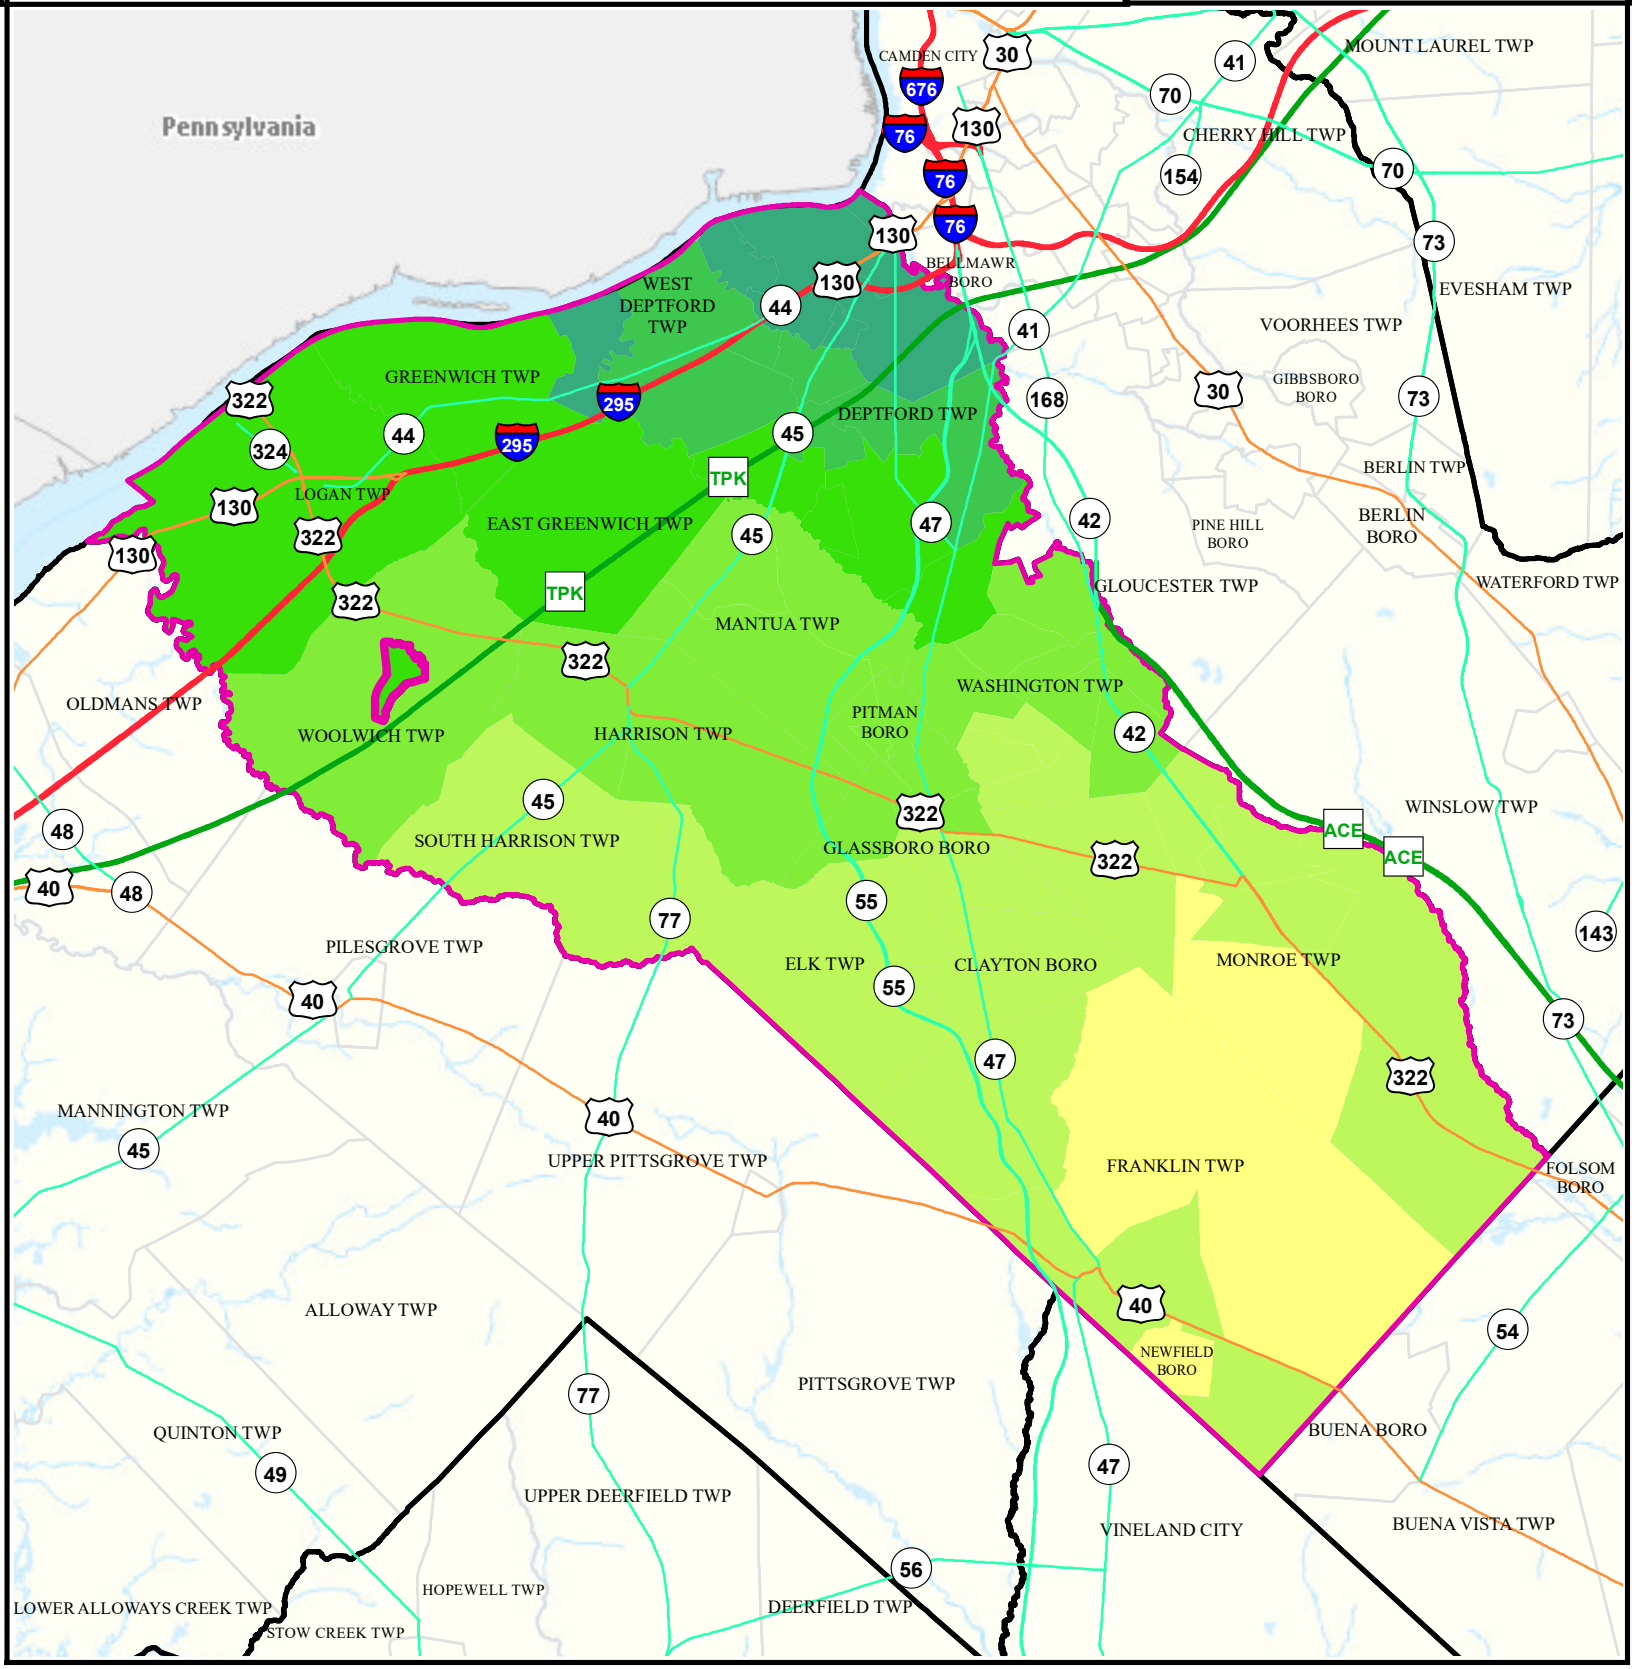 MOUNT LAUREL TWP
CAMDEN CITY
30
41
676
70
Pennsylvania
76
130
CHERRY HILL TWP
154
70
76
76
130
73
BELLMAWR
BORO
130
WEST
DEPTFORD
TWP
44
EVESHAM TWP
VOORHEES TWP
41
GREENWICH TWP
GIBBSBORO
BORO
322
295
30
73
168
DEPTFORD TWP
44
45
295
324
BERLIN TWP
TPK
LOGAN TWP
130
BERLIN
BORO
EAST GREENWICH TWP
47
42
PINE HILL
BORO
322
45
130
WATERFORD TWP
GLOUCESTER TWP
TPK
322
MANTUA TWP
322
WASHINGTON TWP
OLDMANS TWP
PITMAN
BORO
WOOLWICH TWP
HARRISON TWP
42
45
WINSLOW TWP
322
48
ACE
SOUTH HARRISON TWP
GLASSBORO BORO
ACE
322
40
48
55
77
143
PILESGROVE TWP
MONROE TWP
ELK TWP
CLAYTON BORO
55
40
73
47
322
MANNINGTON TWP
40
45
UPPER PITTSGROVE TWP
FRANKLIN TWP
FOLSOM
BORO
40
ALLOWAY TWP
54
NEWFIELD
BORO
PITTSGROVE TWP
77
QUINTON TWP
BUENA BORO
49
47
UPPER DEERFIELD TWP
VINELAND CITY
BUENA VISTA TWP
56
HOPEWELL TWP
LOWER ALLOWAYS CREEK TWP
DEERFIELD TWP
STOW CREEK TWP